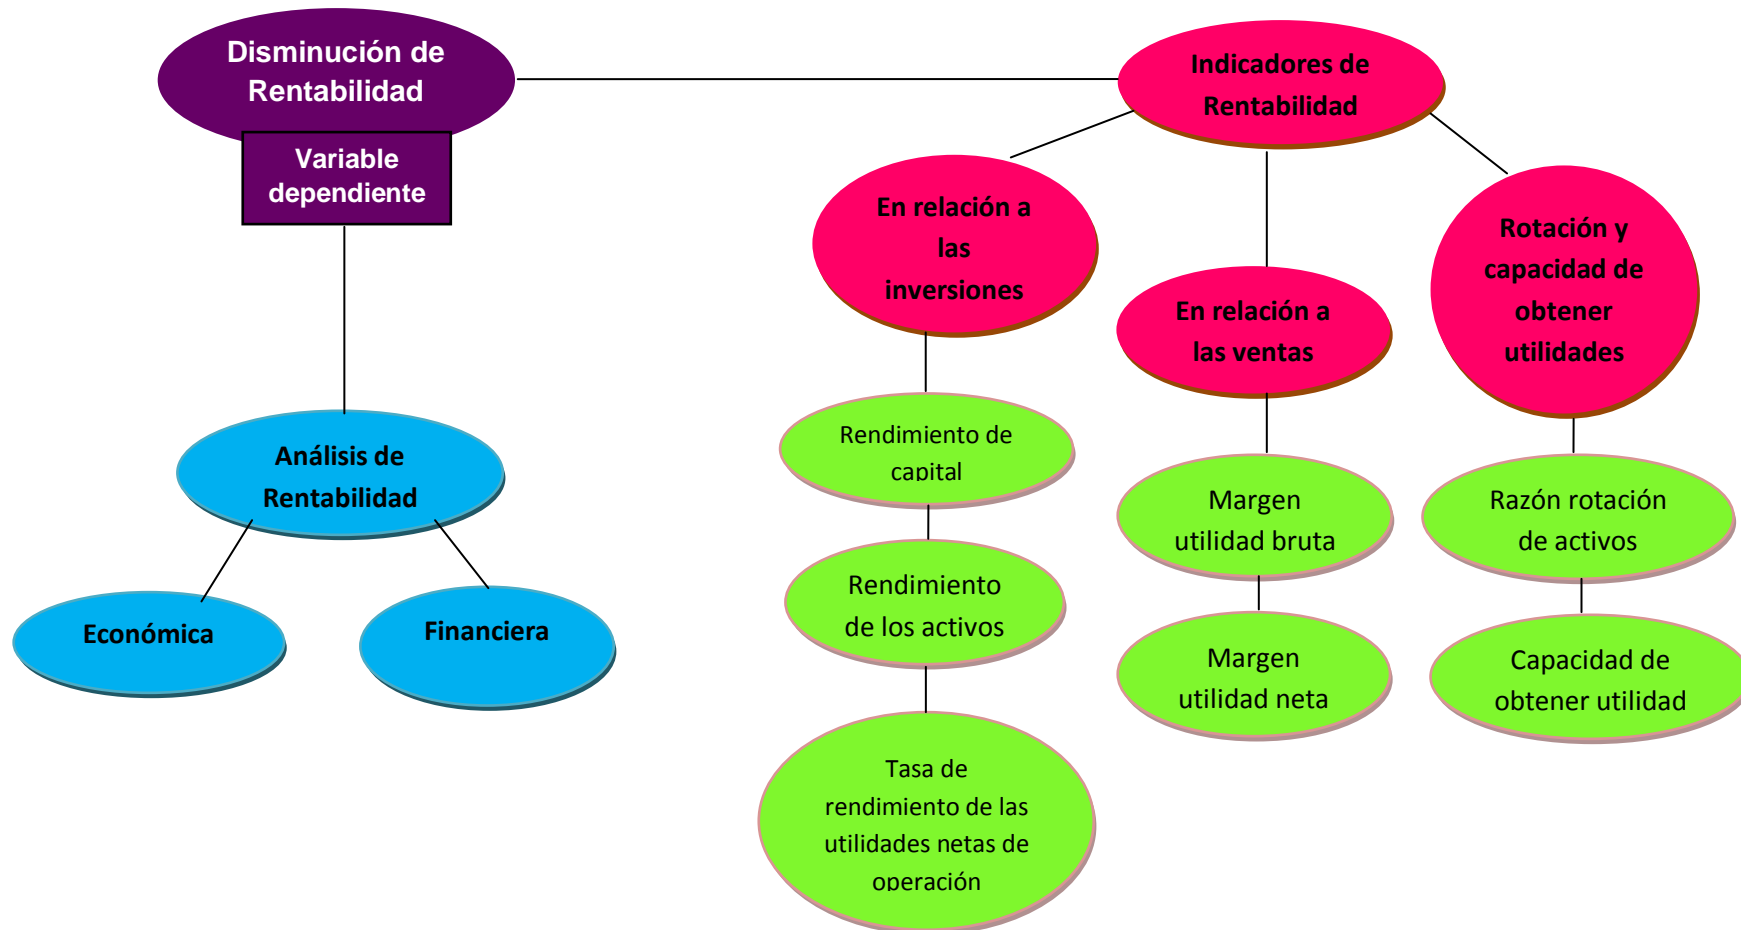 Disminución de
Rentabilidad
Variable
dependiente
Indicadores de
Rentabilidad
En relación a
las
inversiones
En relación a
las ventas
Rotación y
capacidad de
obtener
utilidades
Análisis de
Rentabilidad
Económica
Financiera
Rendimiento de
capital
Rendimiento
de los activos
Tasa de
rendimiento de las
utilidades netas de
operación
Margen
utilidad bruta
Margen
utilidad neta
Razón rotación
de activos
Capacidad de
obtener utilidad